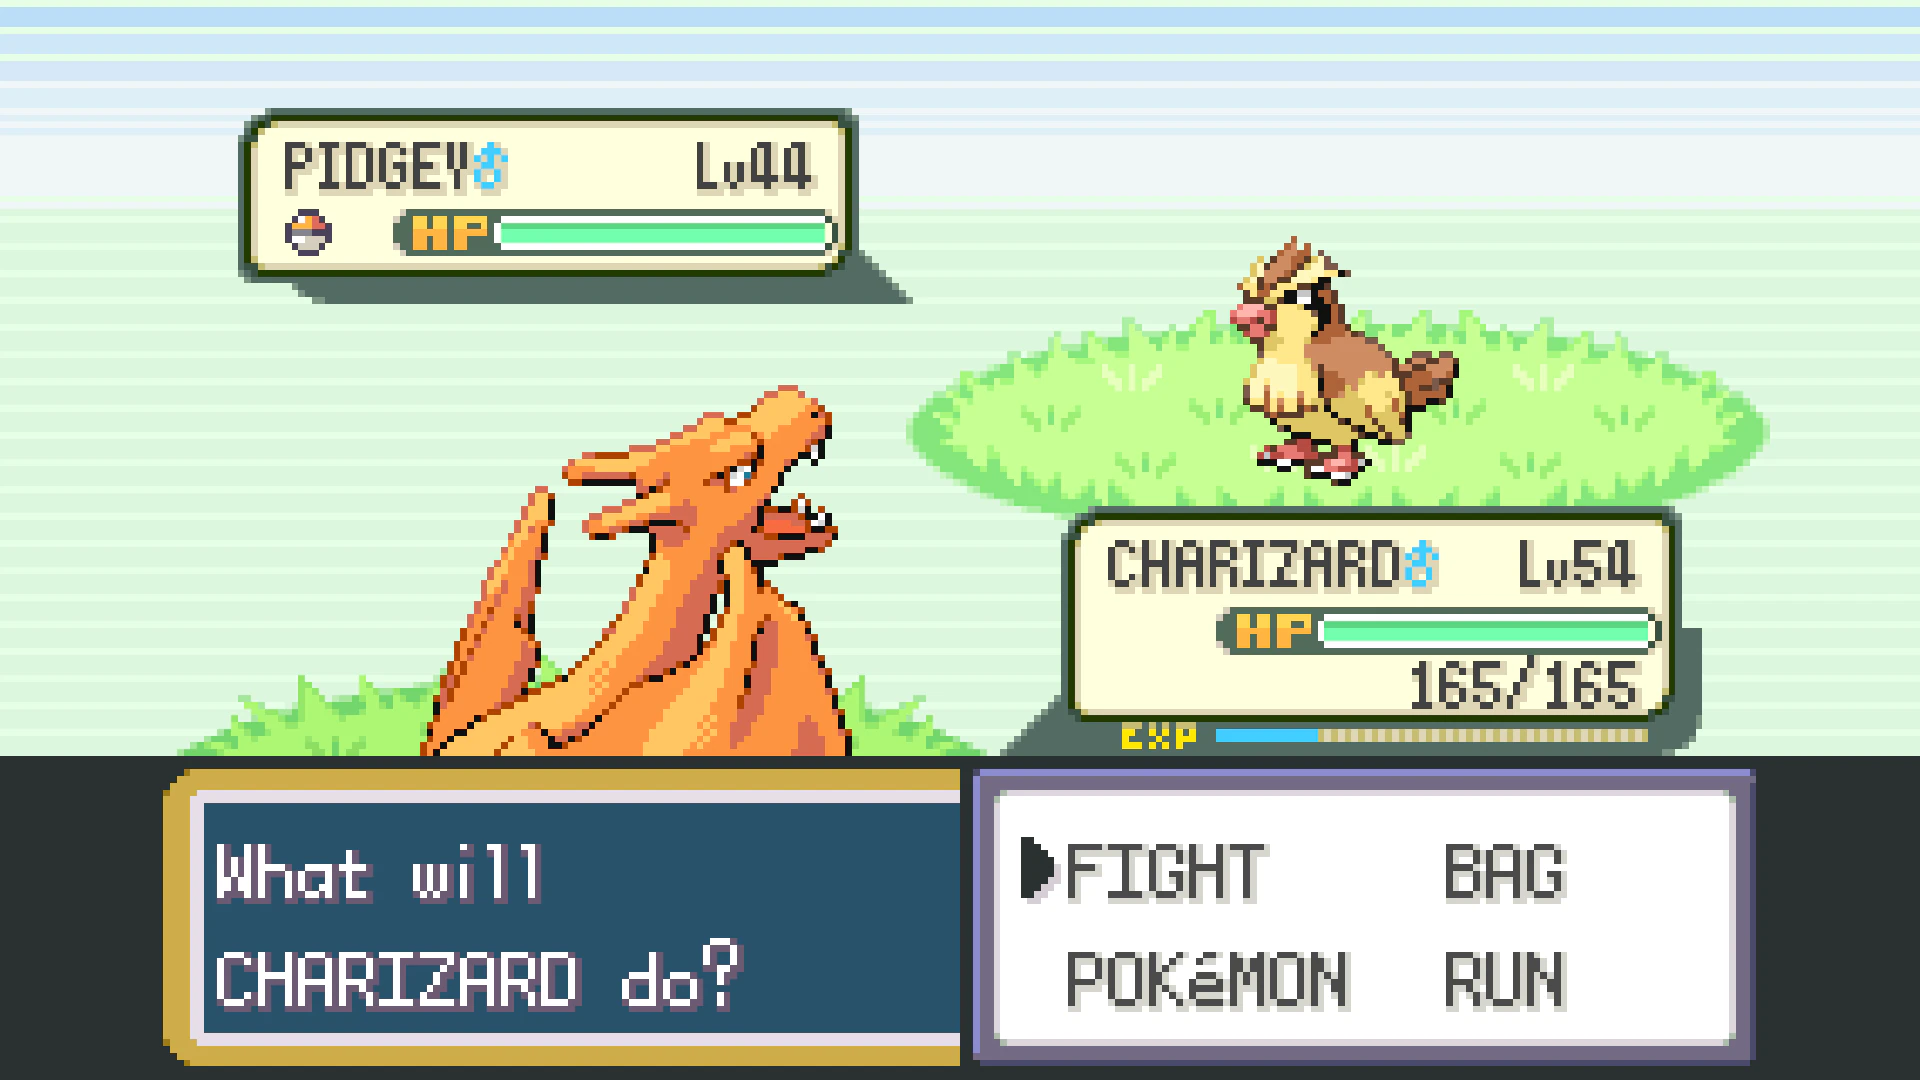 PIDGEY♂ Lv44
HP
CHARIZARD♂ Lv54
HP
165/165
EXP
What will
CHARIZARD do?
FIGHT BAG
POKéMON RUN